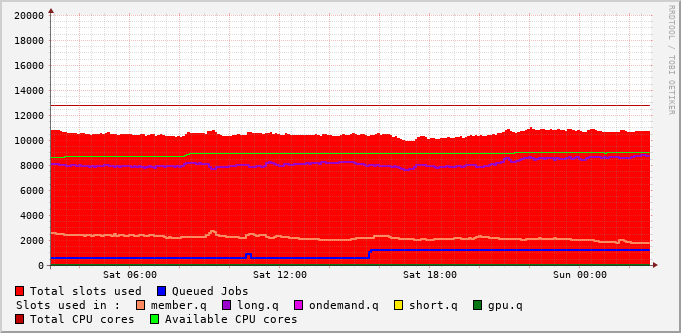 RRDTOOL / TOBI OETIKER
20000
18000
16000
14000
12000
10000
8000
6000
4000
2000
0
Sat 06:00 Sat 12:00 Sat 18:00 Sun 00:00
Total slots used Queued Jobs
Slots used in : member.q long.q ondemand.q short.q gpu.q
Total CPU cores Available CPU cores